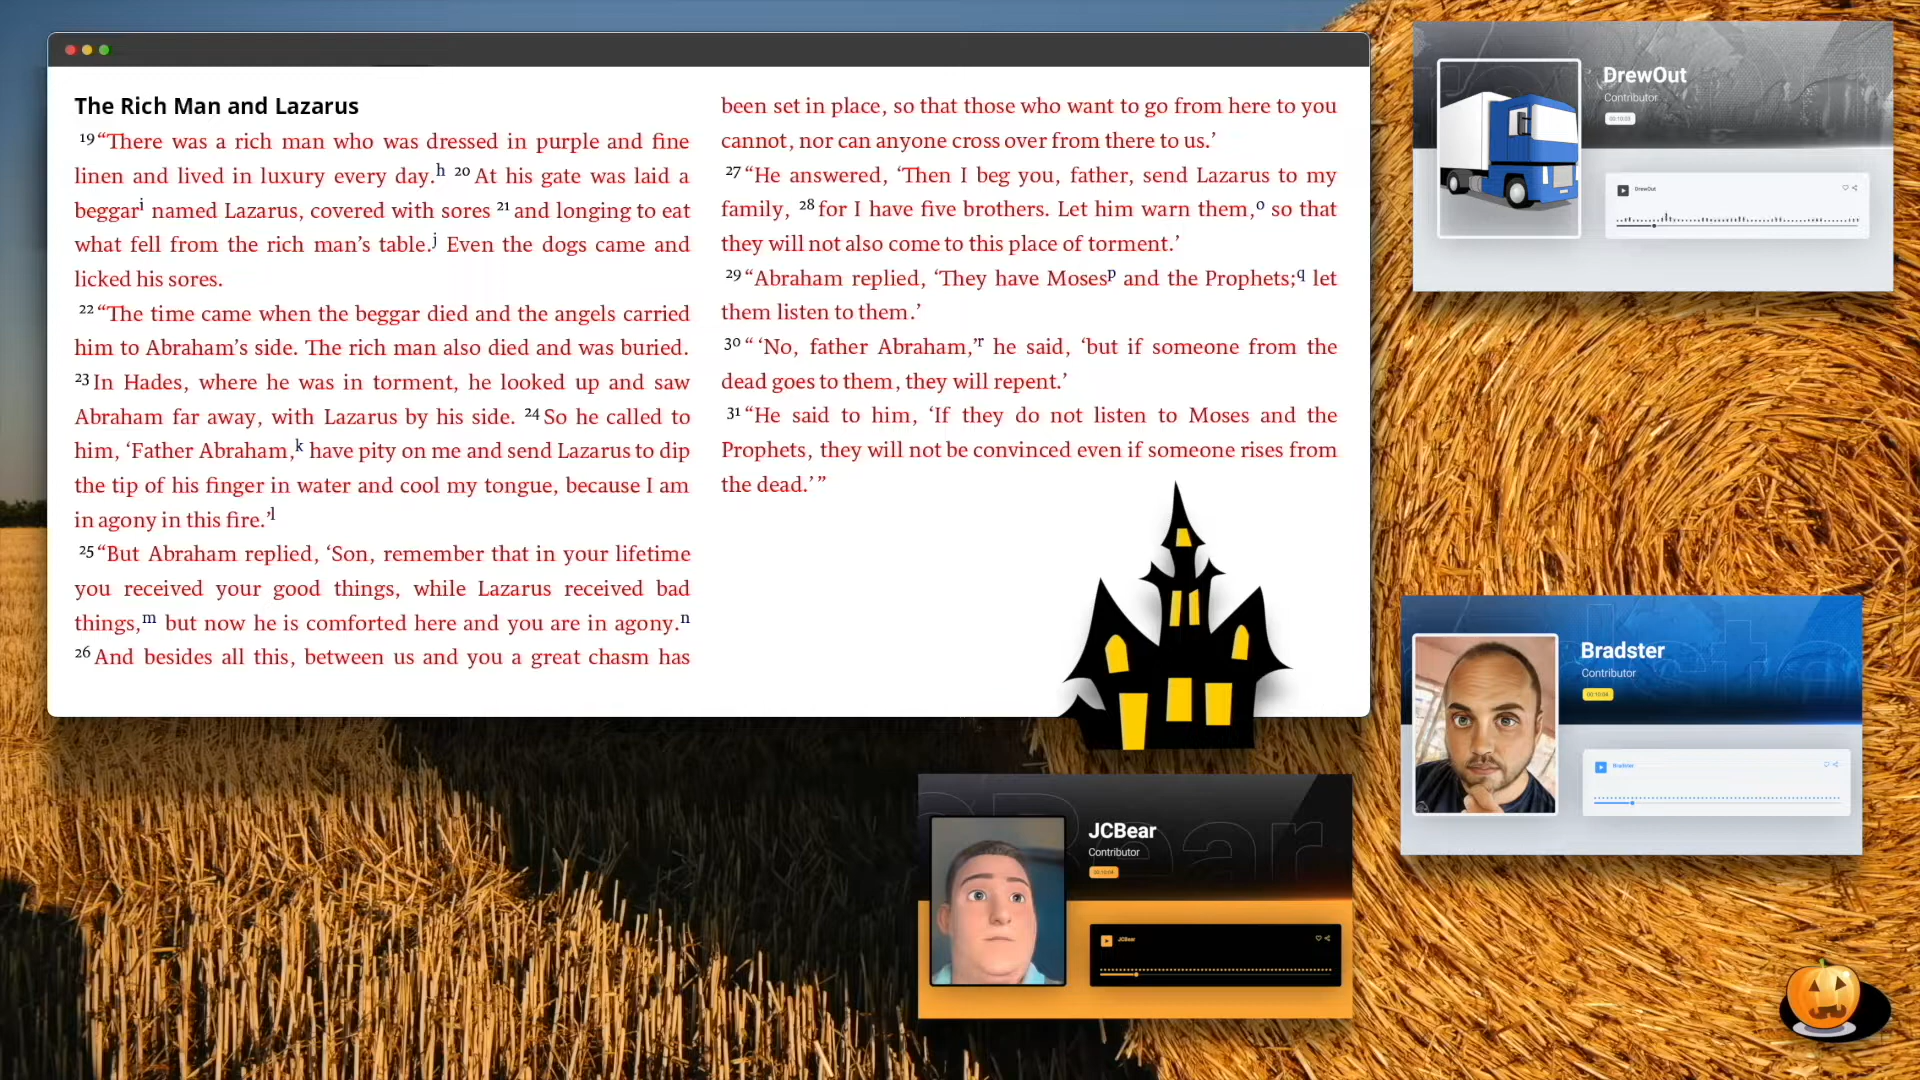 The Rich Man and Lazarus
19 “There was a rich man who was dressed in purple and fine
linen and lived in luxury every day.h 20 At his gate was laid a
beggari named Lazarus, covered with sores 21 and longing to eat
what fell from the rich man’s table.j Even the dogs came and
licked his sores.
22 “The time came when the beggar died and the angels carried
him to Abraham’s side. The rich man also died and was buried.
23 In Hades, where he was in torment, he looked up and saw
Abraham far away, with Lazarus by his side. 24 So he called to
him, ‘Father Abraham,k have pity on me and send Lazarus to dip
the tip of his finger in water and cool my tongue, because I am
in agony in this fire.’l
25 “But Abraham replied, ‘Son, remember that in your lifetime
you received your good things, while Lazarus received bad
things,m but now he is comforted here and you are in agony.n
26 And besides all this, between us and you a great chasm has
been set in place, so that those who want to go from here to you
cannot, nor can anyone cross over from there to us.’
27 “He answered, ‘Then I beg you, father, send Lazarus to my
family, 28 for I have five brothers. Let him warn them,o so that
they will not also come to this place of torment.’
29 “Abraham replied, ‘They have Mosesp and the Prophets;q let
them listen to them.’
30 “ ‘No, father Abraham,’r he said, ‘but if someone from the
dead goes to them, they will repent.’
31 “He said to him, ‘If they do not listen to Moses and the
Prophets, they will not be convinced even if someone rises from
the dead.’ ”
DrewOut
Contributor
00:10:03
DrewOut
Bradster
Contributor
00:10:04
Bradster
JCBear
Contributor
00:10:04
JCBear